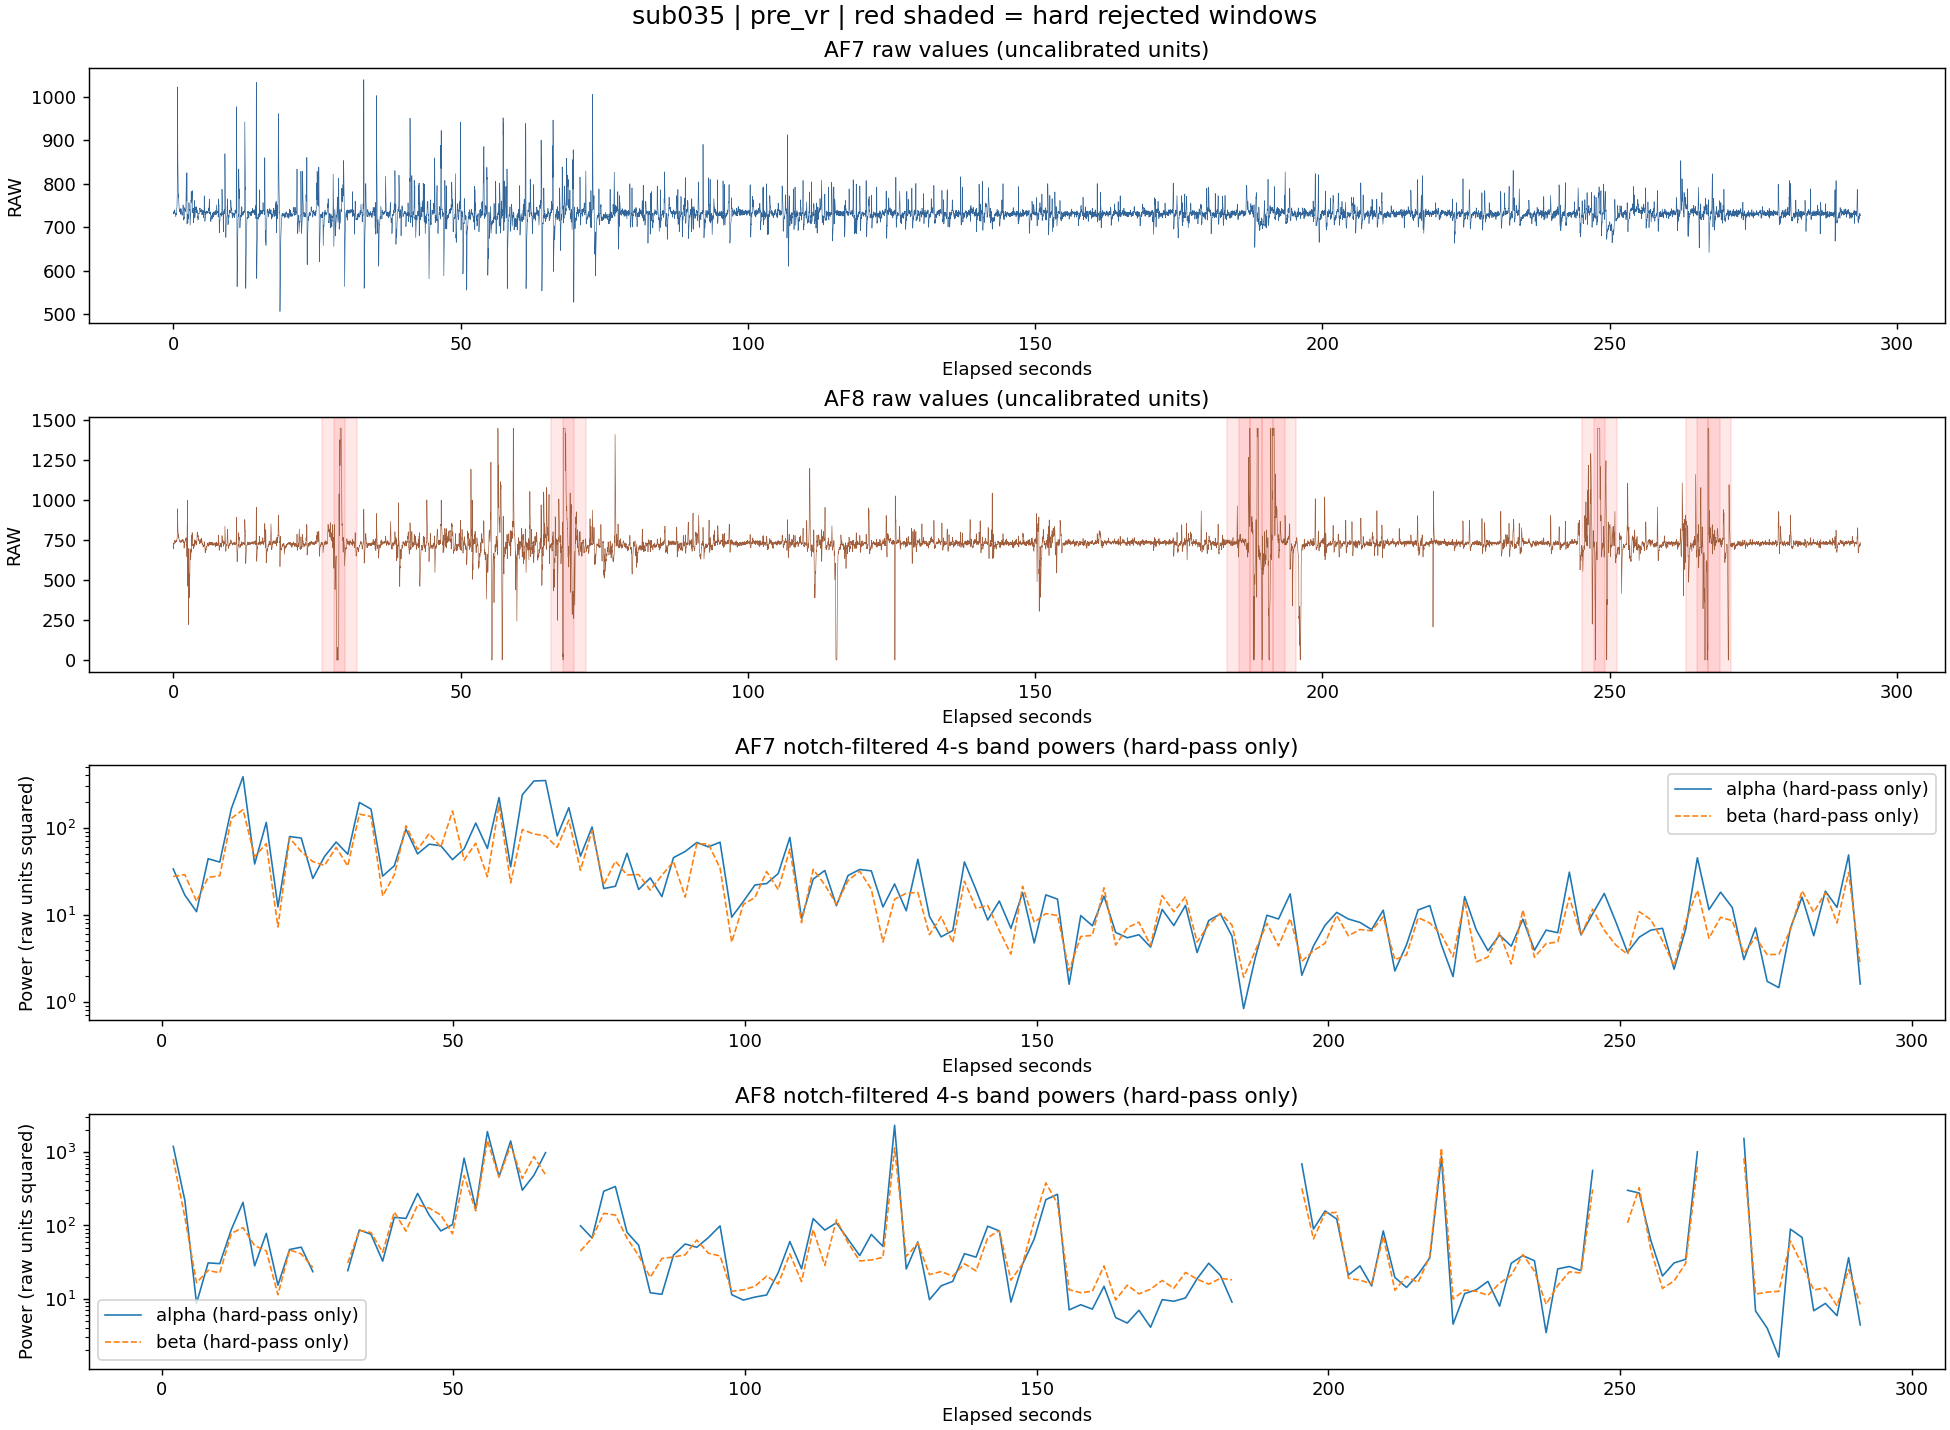 sub035 | pre_vr | red shaded = hard rejected windows
AF7 raw values (uncalibrated units)
RAW
1000
900
800
700
600
500
0 50 100 150 200 250 300
Elapsed seconds
AF8 raw values (uncalibrated units)
RAW
1500
1250
1000
750
500
250
0
0 50 100 150 200 250 300
Elapsed seconds
AF7 notch-filtered 4-s band powers (hard-pass only)
Power (raw units squared)
10²
10¹
10⁰
alpha (hard-pass only)
beta (hard-pass only)
0 50 100 150 200 250 300
Elapsed seconds
AF8 notch-filtered 4-s band powers (hard-pass only)
Power (raw units squared)
10³
10²
10¹
alpha (hard-pass only)
beta (hard-pass only)
0 50 100 150 200 250 300
Elapsed seconds